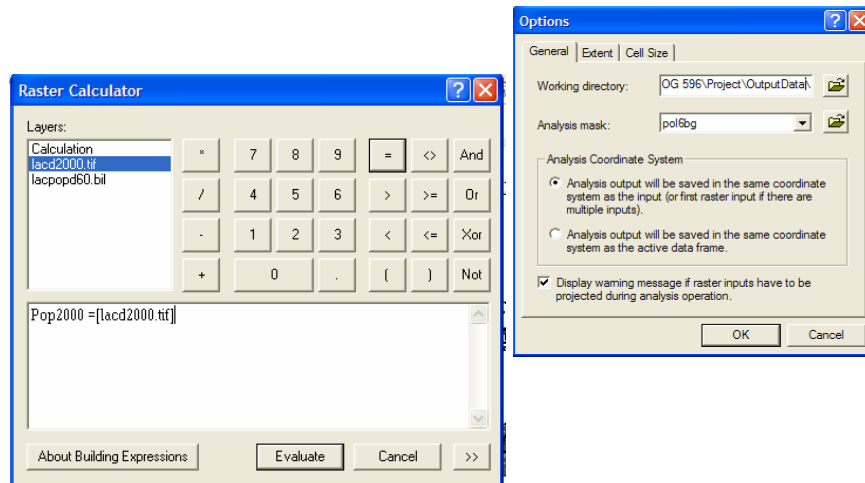 Raster Calculator
Layers:
Calculation
lacd2000.tif
lacpopd60.bil
* 7 8 9 = <> And
/ 4 5 6 > >= Or
- 1 2 3 < <= Xor
+ 0 . ( ) Not
Pop2000 =[lacd2000.tif]
About Building Expressions Evaluate Cancel >>
Options
General Extent Cell Size
Working directory: OG 596\Project\OutputData\
Analysis mask: pol6bg
Analysis Coordinate System
Analysis output will be saved in the same coordinate
system as the input (or first raster input if there are
multiple inputs).
Analysis output will be saved in the same coordinate
system as the active data frame.
Display warning message if raster inputs have to be
projected during analysis operation.
OK Cancel